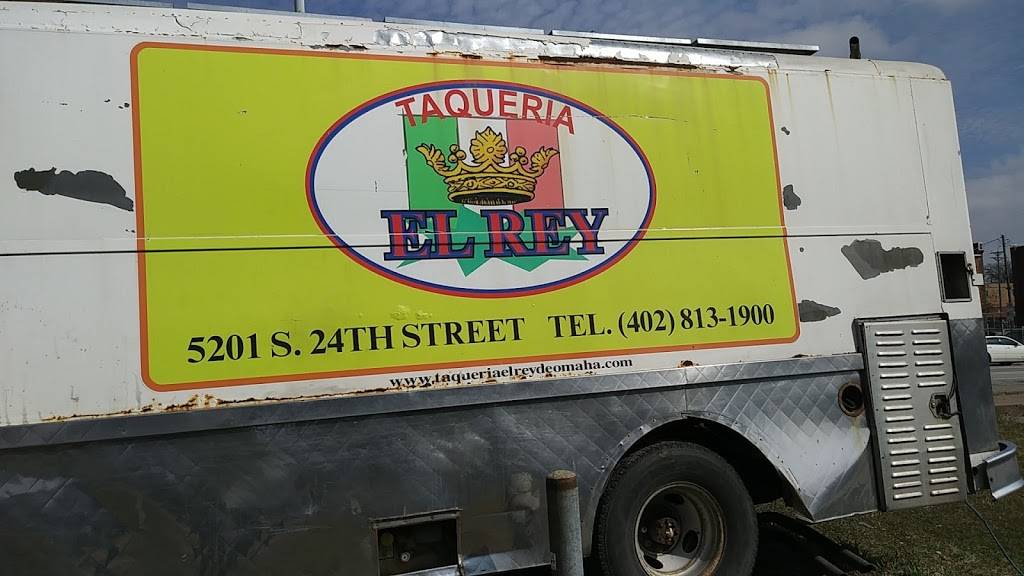 TAQUERIA
EL REY
5201 S. 24TH STREET TEL. (402) 813-1900
www.taqueriaelreydeomaha.com